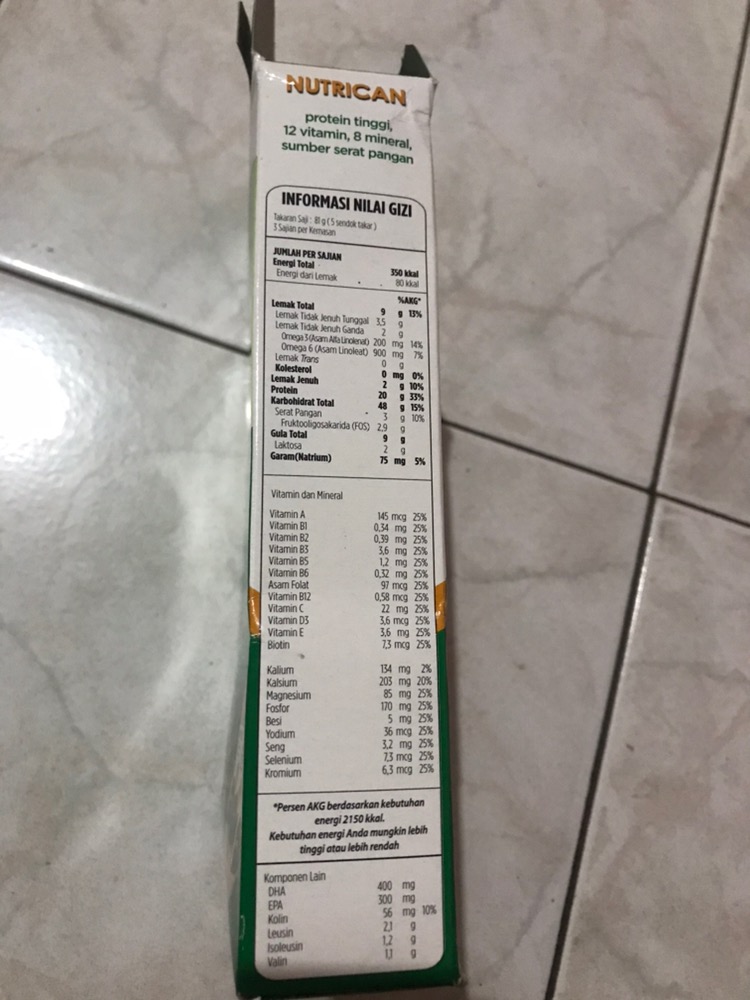 NUTRICAN
protein tinggi,
12 vitamin, 8 mineral,
sumber serat pangan
INFORMASI NILAI GIZI
Takaran Saji : 81 g ( 5 sendok takar )
3 Sajian per Kemasan
JUMLAH PER SAJIAN
Energi Total 350 kkal
Energi dari Lemak 80 kkal
%AKG*
Lemak Total 9 g 13%
Lemak Tidak Jenuh Tunggal 3,5 g
Lemak Tidak Jenuh Ganda 2 g
Omega 3 (Asam Alfa Linolenat) 200 mg 14%
Omega 6 (Asam Linoleat) 900 mg 7%
Lemak Trans 0 g
Kolesterol 0 mg 0%
Lemak Jenuh 2 g 10%
Protein 20 g 33%
Karbohidrat Total 48 g 15%
Serat Pangan 3 g 10%
Fruktooligosakarida (FOS) 2,9 g
Gula Total 9 g
Laktosa 2 g
Garam(Natrium) 75 mg 5%
Vitamin dan Mineral
Vitamin A 145 mcg 25%
Vitamin B1 0,34 mg 25%
Vitamin B2 0,39 mg 25%
Vitamin B3 3,6 mg 25%
Vitamin B5 1,2 mg 25%
Vitamin B6 0,32 mg 25%
Asam Folat 97 mcg 25%
Vitamin B12 0,58 mcg 25%
Vitamin C 22 mg 25%
Vitamin D3 3,6 mcg 25%
Vitamin E 3,6 mg 25%
Biotin 7,3 mcg 25%
Kalium 134 mg 2%
Kalsium 203 mg 20%
Magnesium 85 mg 25%
Fosfor 170 mg 25%
Besi 5 mg 25%
Yodium 36 mcg 25%
Seng 3,2 mg 25%
Selenium 7,3 mcg 25%
Kromium 6,3 mcg 25%
*Persen AKG berdasarkan kebutuhan
energi 2150 kkal.
Kebutuhan energi Anda mungkin lebih
tinggi atau lebih rendah
Komponen Lain
DHA 400 mg
EPA 300 mg
Kolin 56 mg 10%
Leusin 2,1 g
Isoleusin 1,2 g
Valin 1,1 g